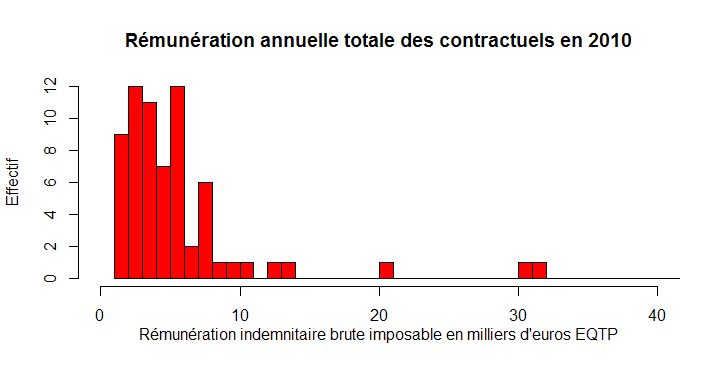 Rémunération annuelle totale des contractuels en 2010
Effectif
12
10
8
6
4
2
0
0 10 20 30 40
Rémunération indemnitaire brute imposable en milliers d'euros EQTP